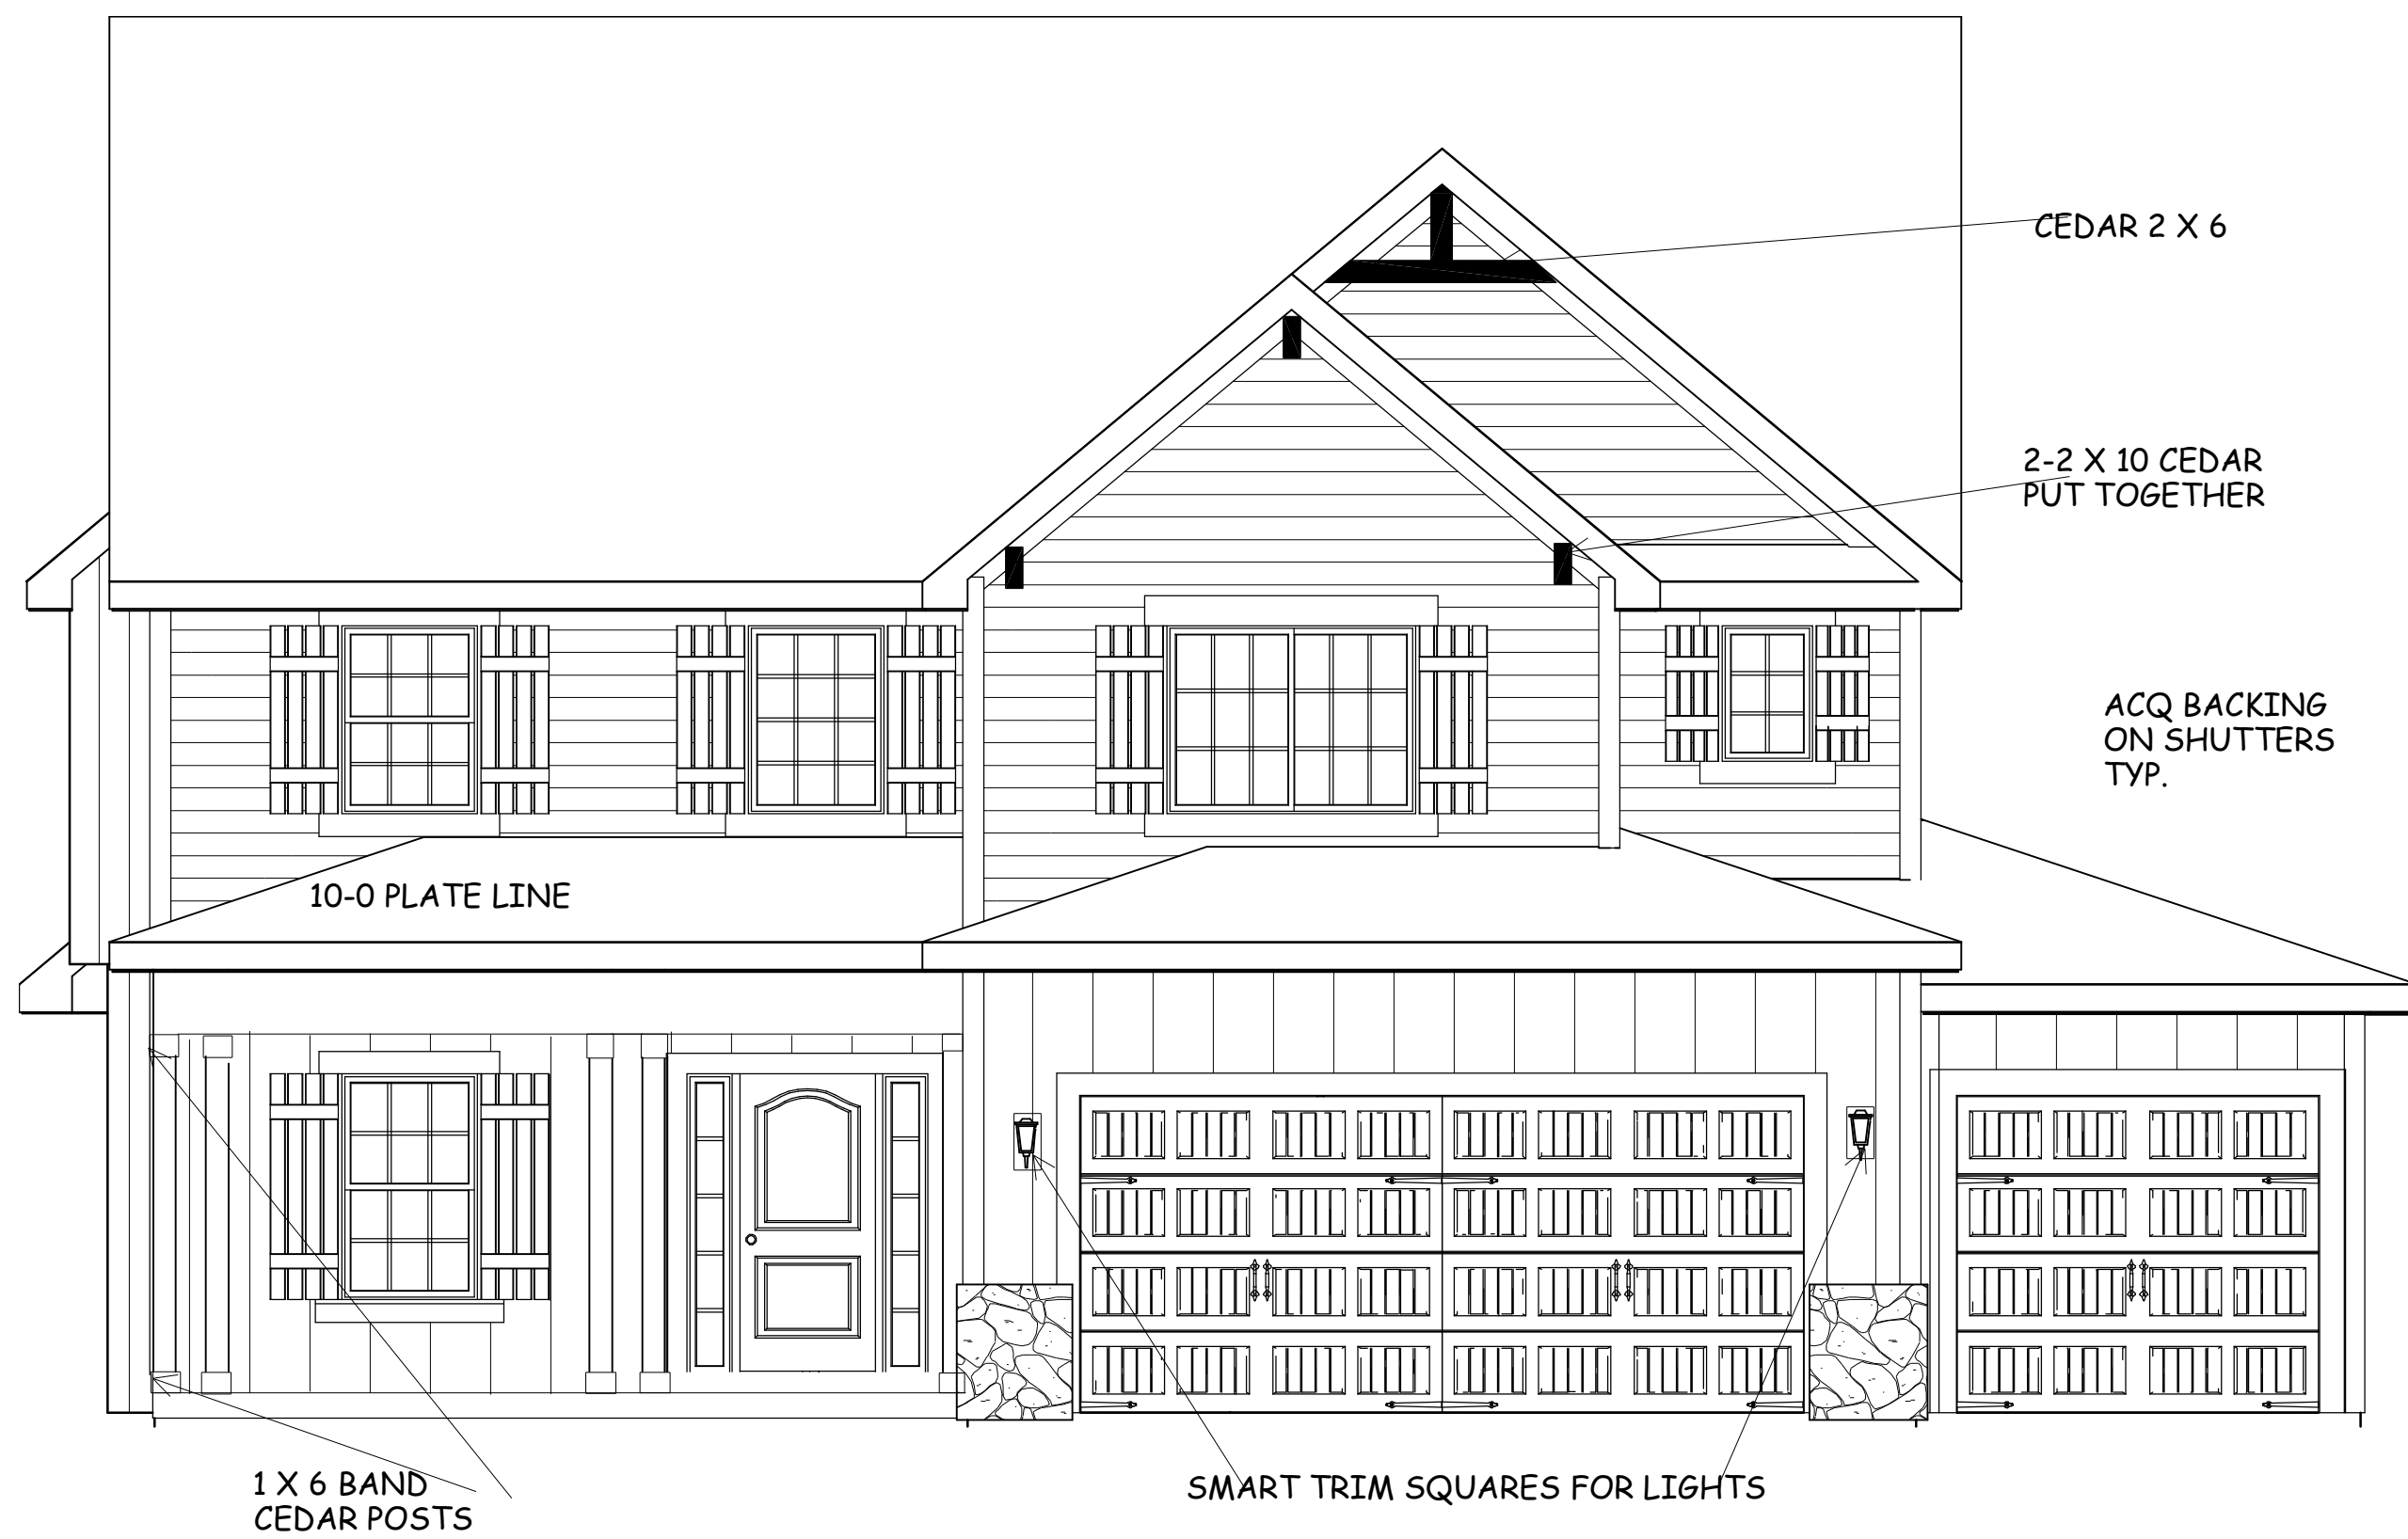 CEDAR 2 X 6
2-2 X 10 CEDAR
PUT TOGETHER
ACQ BACKING
ON SHUTTERS
TYP.
10-0 PLATE LINE
1 X 6 BAND
CEDAR POSTS
SMART TRIM SQUARES FOR LIGHTS